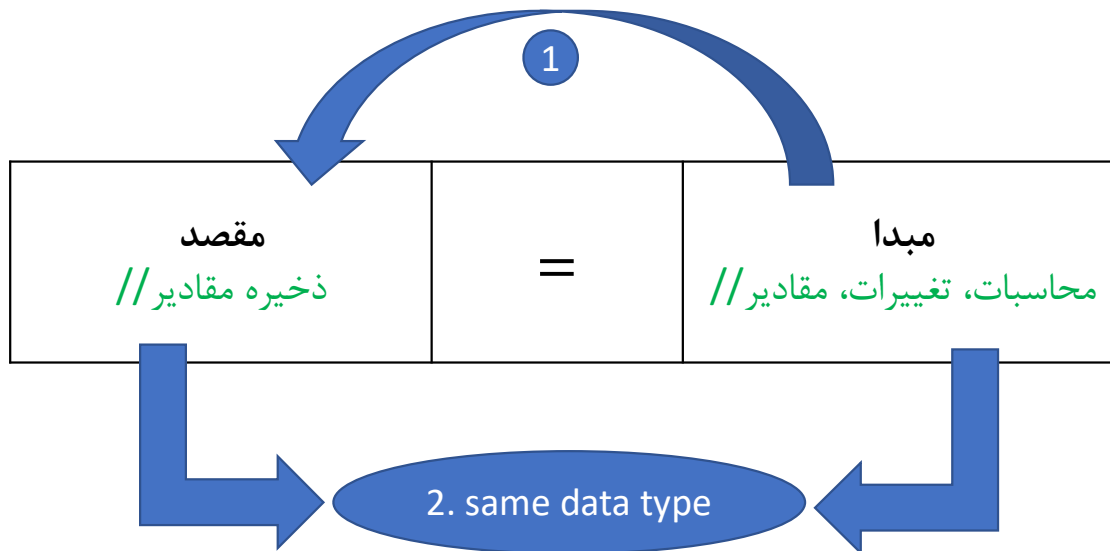 1
مقصد
//ذخیره مقادیر
=
مبدا
//محاسبات، تغییرات، مقادیر
2. same data type